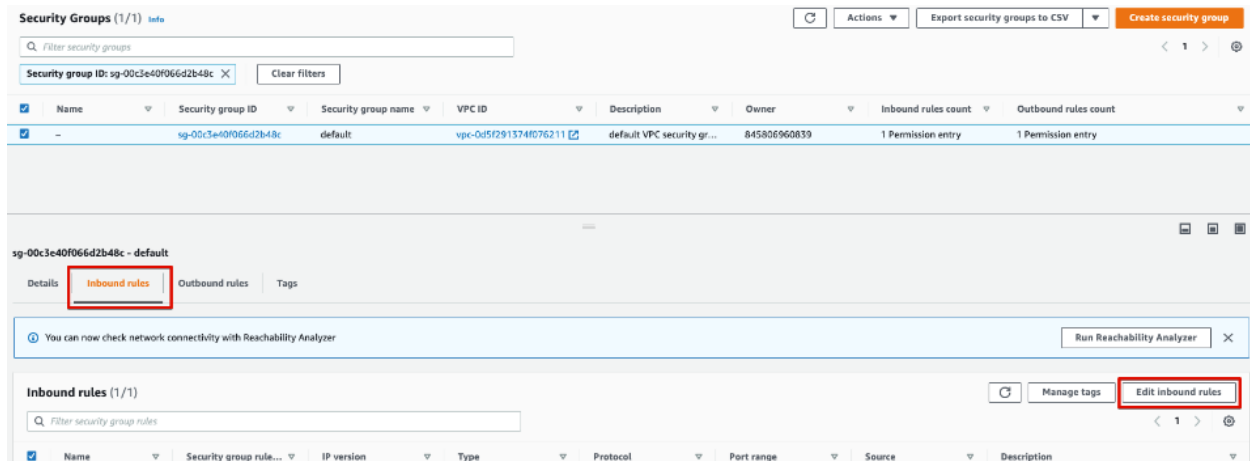 Security Groups (1/1) Info
Actions
Export security groups to CSV
Create security group
Filter security groups
1
Security group ID: sg-00c3e40f066d2b48c
Clear filters
Name Security group ID Security group name VPC ID Description Owner Inbound rules count Outbound rules count
– sg-00c3e40f066d2b48c default vpc-0d5f291374f076211 default VPC security gr... 845806960839 1 Permission entry 1 Permission entry
sg-00c3e40f066d2b48c - default
Details Inbound rules Outbound rules Tags
You can now check network connectivity with Reachability Analyzer
Run Reachability Analyzer
Inbound rules (1/1)
Manage tags
Edit inbound rules
Filter security group rules
1
Name Security group rule... IP version Type Protocol Port range Source Description